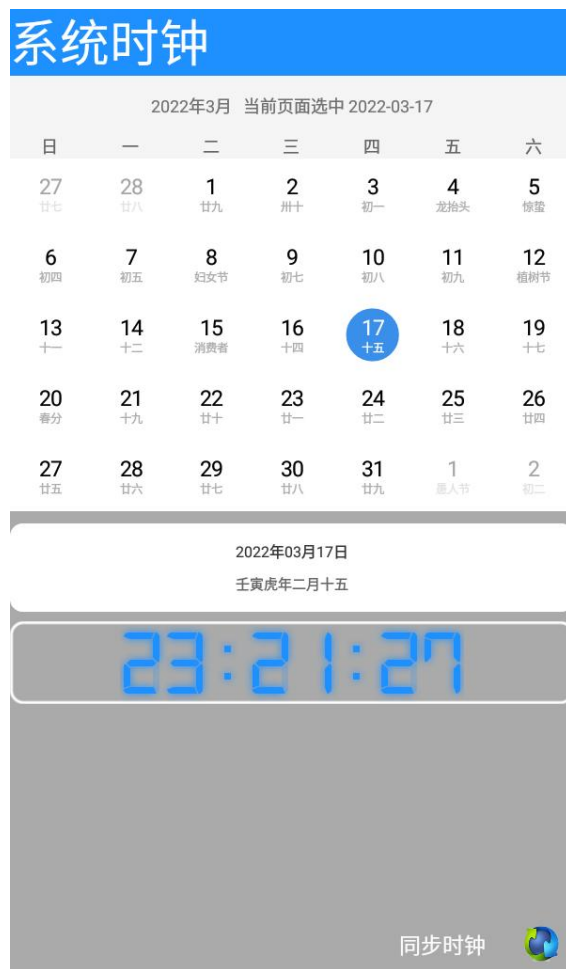 系统时钟
2022年3月 当前页面选中 2022-03-17
日 一 二 三 四 五 六
27 28 1 2 3 4 5
廿七 廿八 廿九 卅十 初一 龙抬头 惊蛰
6 7 8 9 10 11 12
初四 初五 妇女节 初七 初八 初九 植树节
13 14 15 16 17 18 19
十一 十二 消费者 十四 十五 十六 十七
20 21 22 23 24 25 26
春分 十九 廿十 廿一 廿二 廿三 廿四
27 28 29 30 31 1 2
廿五 廿六 廿七 廿八 廿九 愚人节 初二
2022年03月17日
壬寅虎年二月十五
23:21:27
同步时钟